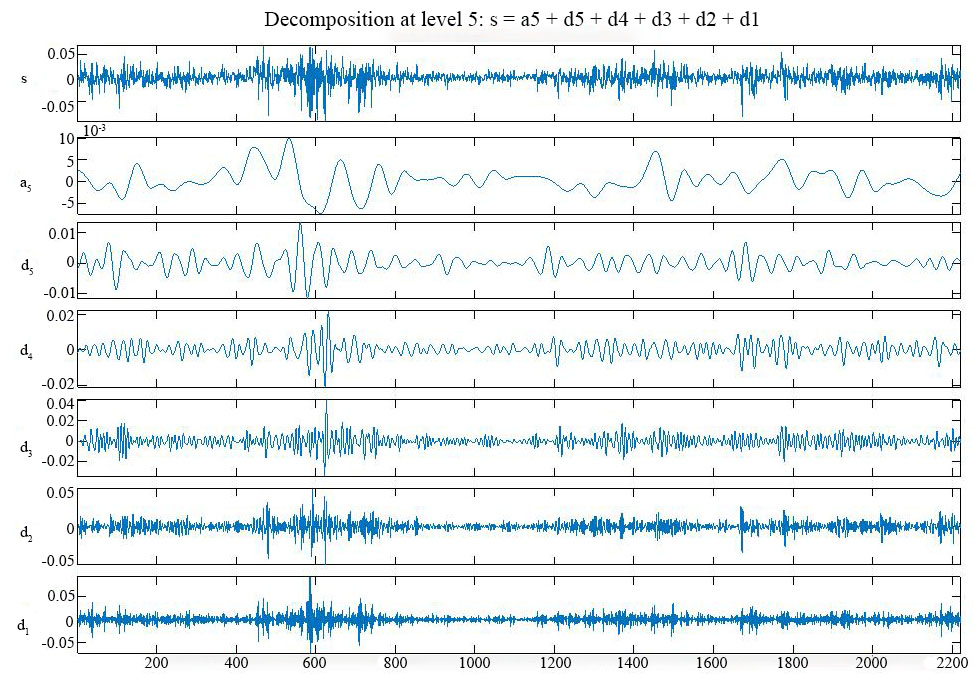 Decomposition at level 5: s = a5 + d5 + d4 + d3 + d2 + d1
0.05
s 0
-0.05
10-3
10
5
a5 0
-5
0.01
d5 0
-0.01
0.02
d4 0
-0.02
0.04
0.02
d3 0
-0.02
0.05
d2 0
-0.05
0.05
d1 0
-0.05
200 400 600 800 1000 1200 1400 1600 1800 2000 2200